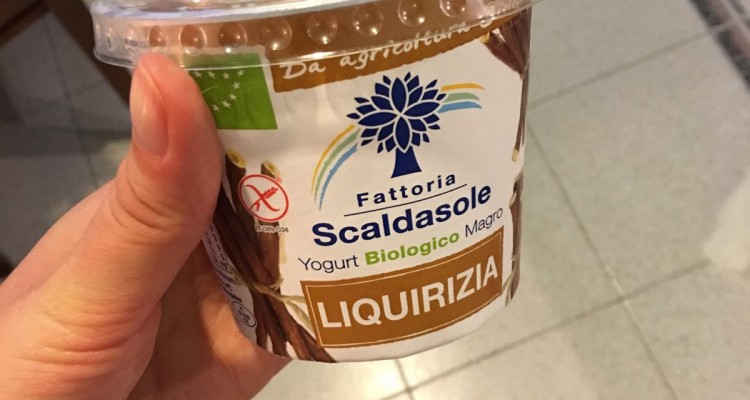 Da agricoltura
Fattoria
Scaldasole
Yogurt Biologico Magro
LIQUIRIZIA